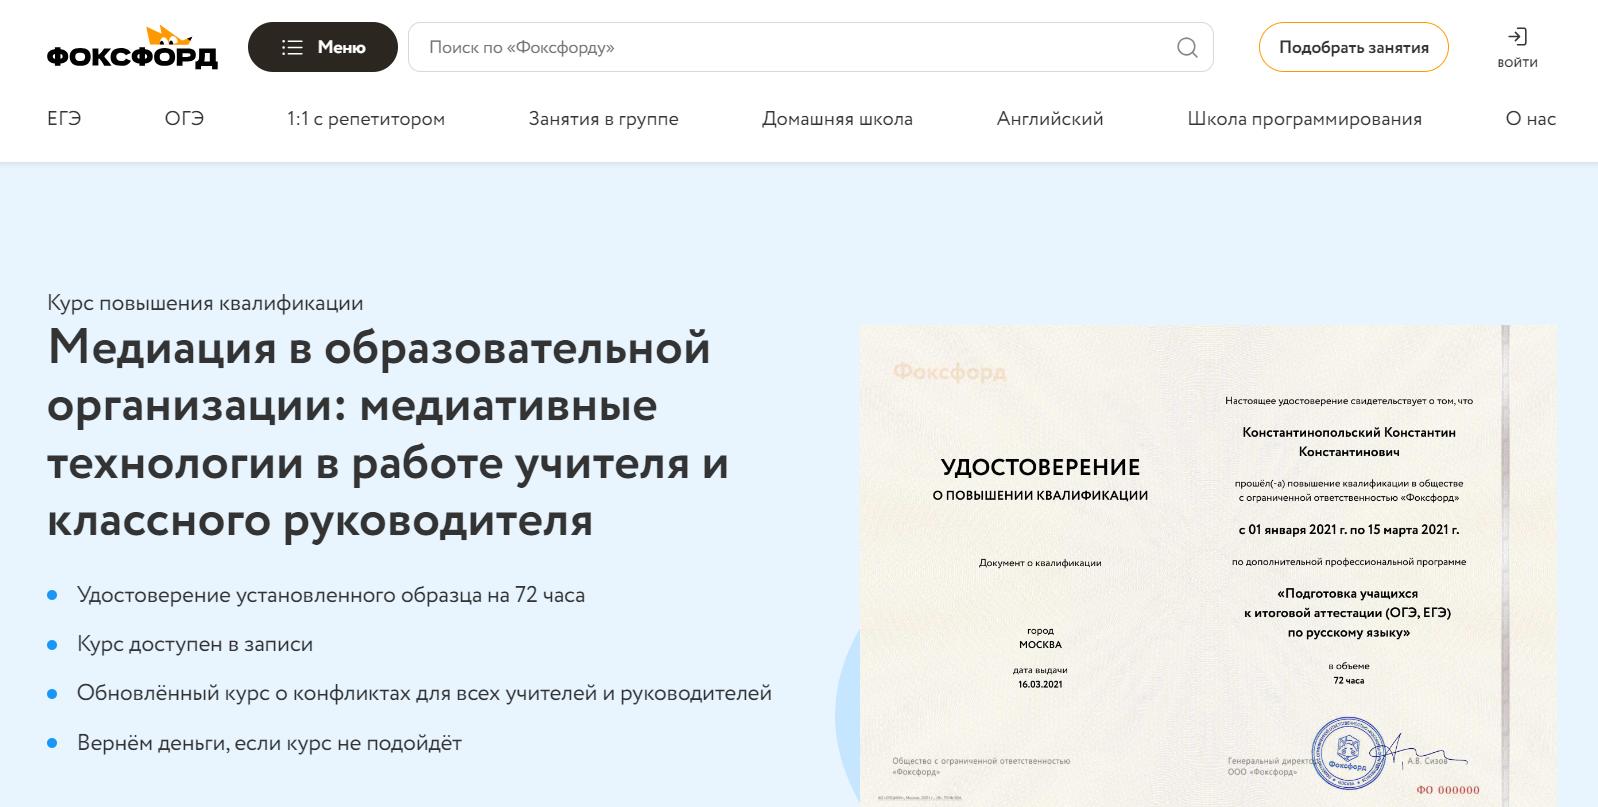 ФОКСФОРД
Меню
Поиск по «Фоксфорду»
Подобрать занятия
ВОЙТИ
ЕГЭ
ОГЭ
1:1 с репетитором
Занятия в группе
Домашняя школа
Английский
Школа программирования
О нас
Курс повышения квалификации
Медиация в образовательной
организации: медиативные
технологии в работе учителя и
классного руководителя
Удостоверение установленного образца на 72 часа
Курс доступен в записи
Обновлённый курс о конфликтах для всех учителей и руководителей
Вернём деньги, если курс не подойдёт
Фоксфорд
УДОСТОВЕРЕНИЕ
О ПОВЫШЕНИИ КВАЛИФИКАЦИИ
Документ о квалификации
город
МОСКВА
дата выдачи
16.03.2021
Общество с ограниченной ответственностью
«Фоксфорд»
Настоящее удостоверение свидетельствует о том, что
Константинопольский Константин
Константинович
прошёл(-а) повышение квалификации в обществе
с ограниченной ответственностью «Фоксфорд»
с 01 января 2021 г. по 15 марта 2021 г.
по дополнительной профессиональной программе
«Подготовка учащихся
к итоговой аттестации (ОГЭ, ЕГЭ)
по русскому языку»
в объеме
72 часа
Генеральный директор
ООО «Фоксфорд»
Фоксфорд
А.В. Сизов
ФО 000000